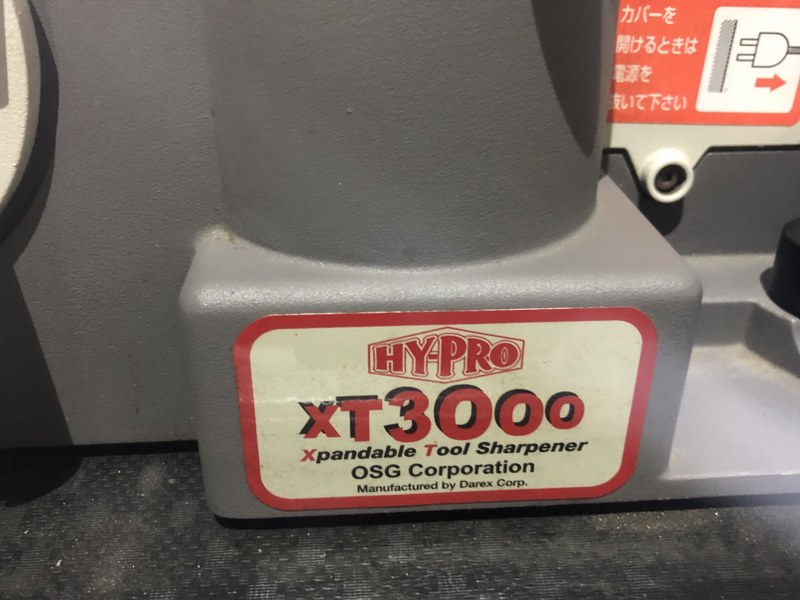 カバーを
開けるときは
電源を
抜いて下さい
HY-PRO
XT3000
Xpandable Tool Sharpener
OSG Corporation
Manufactured by Darex Corp.